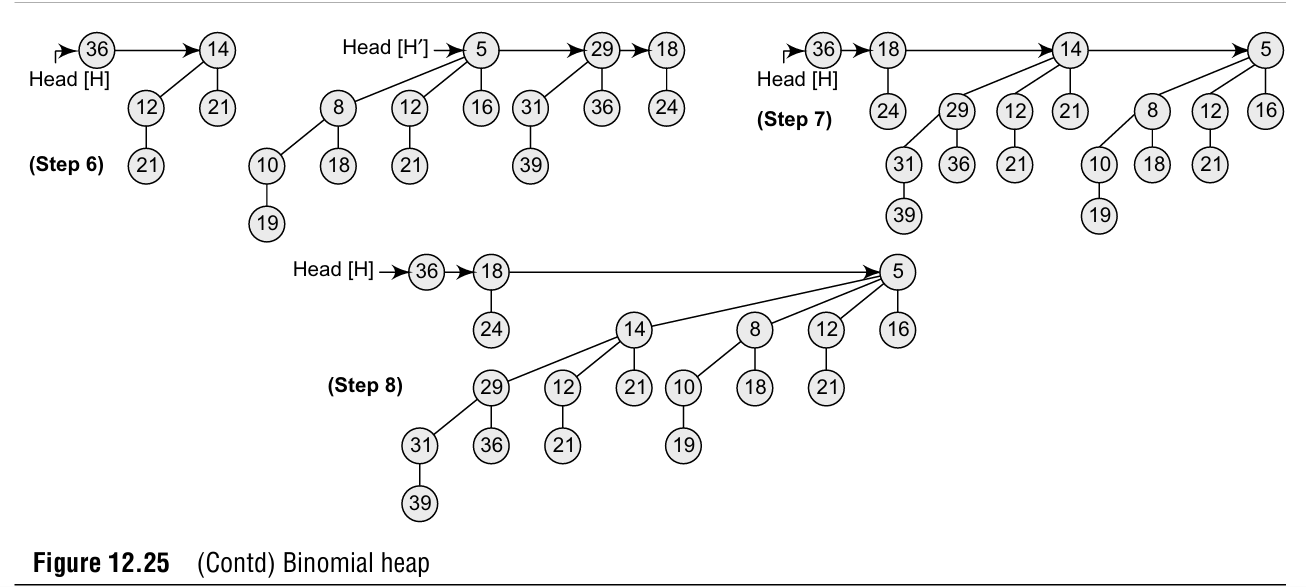 36 14
Head [H]
12 21
(Step 6) 21
Head [H′] 5 29 18
8 12 16 31 36 24
10 18 21 39
19
36 18 14 5
Head [H]
(Step 7) 24 29 12 21 8 12 16
31 36 21 10 18 21
39 19
Head [H] 36 18 5
24 14 8 12 16
(Step 8) 29 12 21 10 18 21
31 36 21 19
39
Figure 12.25 (Contd) Binomial heap